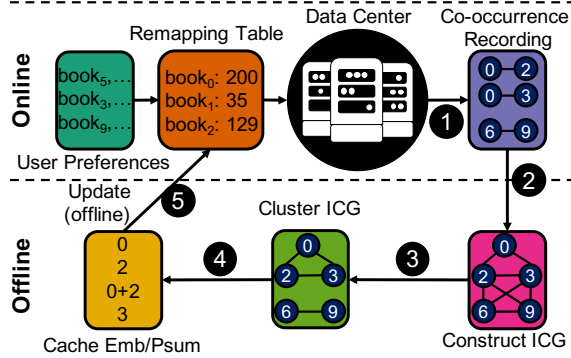 Online
Remapping Table
Data Center
Co-occurrence
Recording
book5,...
book3,...
book9,...
User Preferences
book0: 200
book1: 35
book2: 129
1
0 2
0 3
6 9
2
Offline
Update
(offline)
5
0
2
0+2
3
Cache Emb/Psum
4
Cluster ICG
0
2 3
6 9
3
0
2 3
6 9
Construct ICG